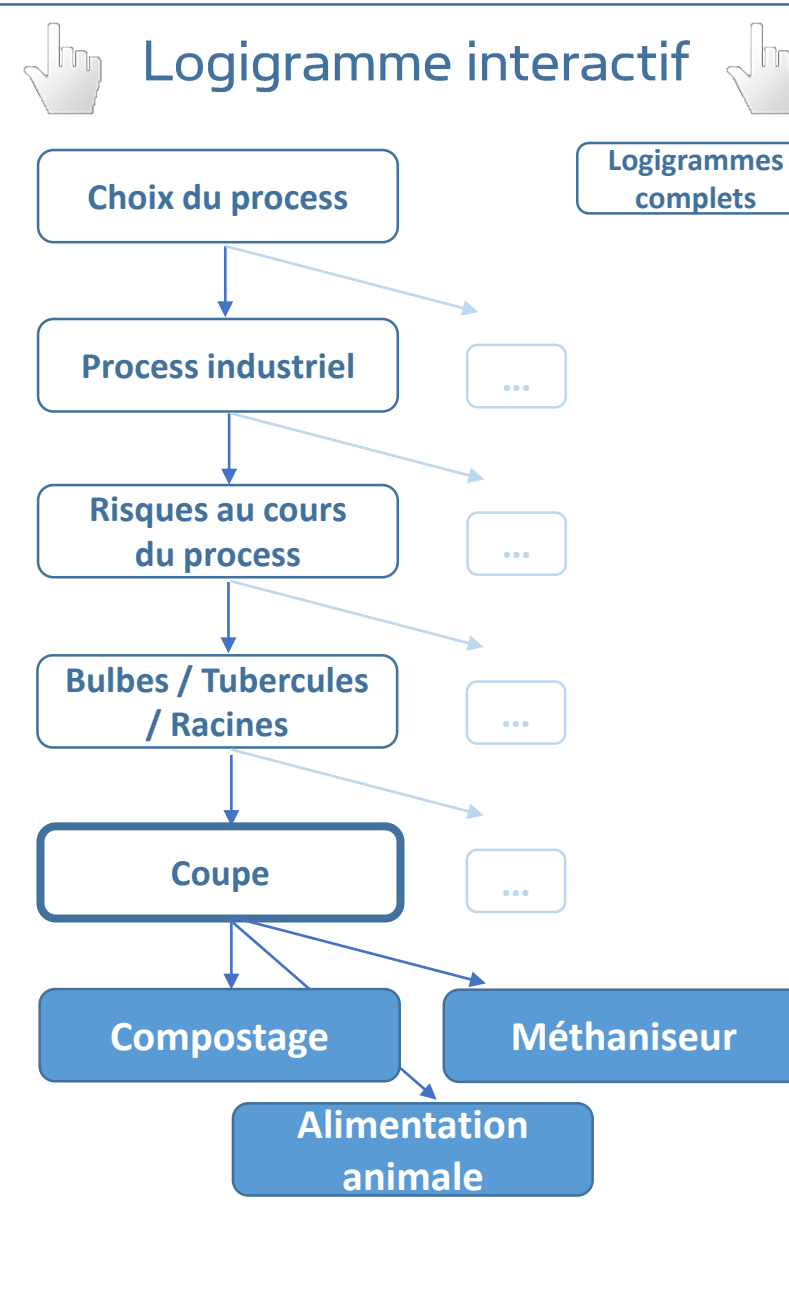 Logigramme interactif
Choix du process
Logigrammes
complets
Process industriel
...
Risques au cours
du process
...
Bulbes / Tubercules
/ Racines
...
Coupe
...
Compostage
Méthaniseur
Alimentation
animale